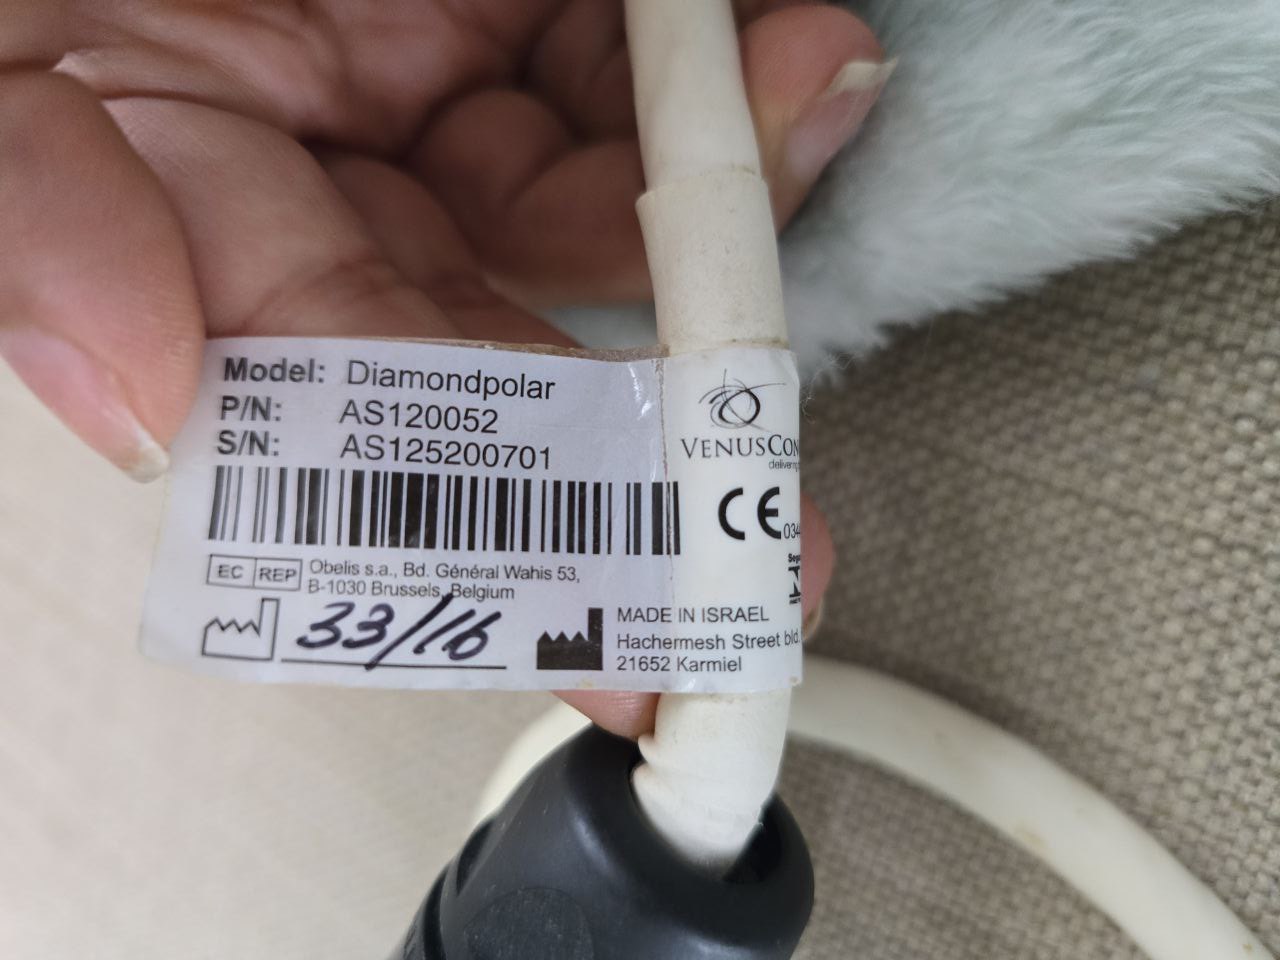 Model: Diamondpolar
P/N: AS120052
S/N: AS125200701
EC REP Obelis s.a., Bd. Général Wahis 53,
B-1030 Brussels, Belgium
33/16
VENUS
CE
MADE IN ISRAEL
Hachermesh Street bld.
21652 Karmiel